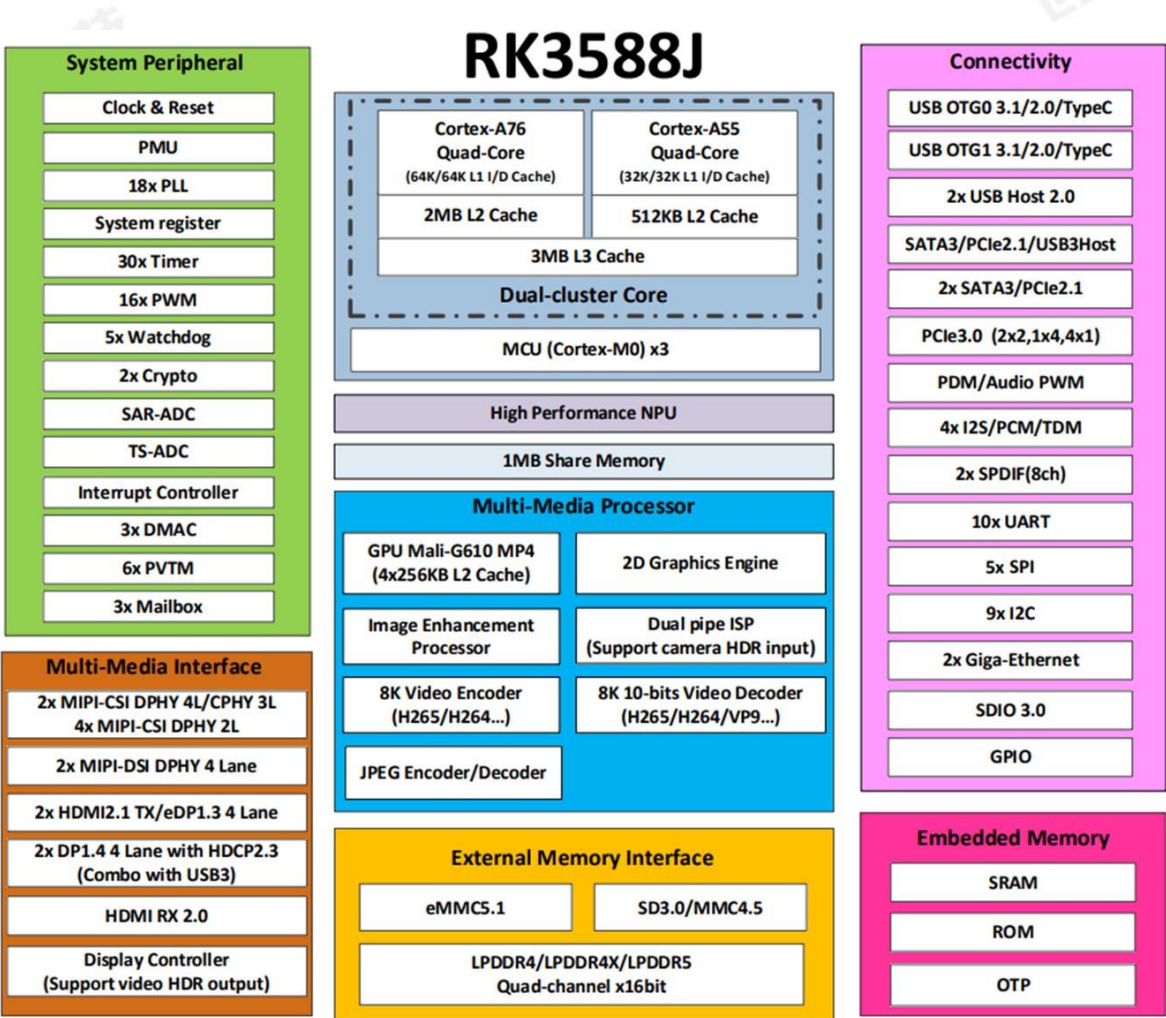 RK3588J
System Peripheral
Clock & Reset
PMU
18x PLL
System register
30x Timer
16x PWM
5x Watchdog
2x Crypto
SAR-ADC
TS-ADC
Interrupt Controller
3x DMAC
6x PVTM
3x Mailbox
Multi-Media Interface
2x MIPI-CSI DPHY 4L/CPHY 3L
4x MIPI-CSI DPHY 2L
2x MIPI-DSI DPHY 4 Lane
2x HDMI2.1 TX/eDP1.3 4 Lane
2x DP1.4 4 Lane with HDCP2.3
(Combo with USB3)
HDMI RX 2.0
Display Controller
(Support video HDR output)
Cortex-A76
Quad-Core
(64K/64K L1 I/D Cache)
2MB L2 Cache
Cortex-A55
Quad-Core
(32K/32K L1 I/D Cache)
512KB L2 Cache
3MB L3 Cache
Dual-cluster Core
MCU (Cortex-M0) x3
High Performance NPU
1MB Share Memory
Multi-Media Processor
GPU Mali-G610 MP4
(4x256KB L2 Cache)
2D Graphics Engine
Image Enhancement
Processor
Dual pipe ISP
(Support camera HDR input)
8K Video Encoder
(H265/H264...)
8K 10-bits Video Decoder
(H265/H264/VP9...)
JPEG Encoder/Decoder
External Memory Interface
eMMC5.1
SD3.0/MMC4.5
LPDDR4/LPDDR4X/LPDDR5
Quad-channel x16bit
Connectivity
USB OTG0 3.1/2.0/TypeC
USB OTG1 3.1/2.0/TypeC
2x USB Host 2.0
SATA3/PCIe2.1/USB3Host
2x SATA3/PCIe2.1
PCIe3.0 (2x2,1x4,4x1)
PDM/Audio PWM
4x I2S/PCM/TDM
2x SPDIF(8ch)
10x UART
5x SPI
9x I2C
2x Giga-Ethernet
SDIO 3.0
GPIO
Embedded Memory
SRAM
ROM
OTP